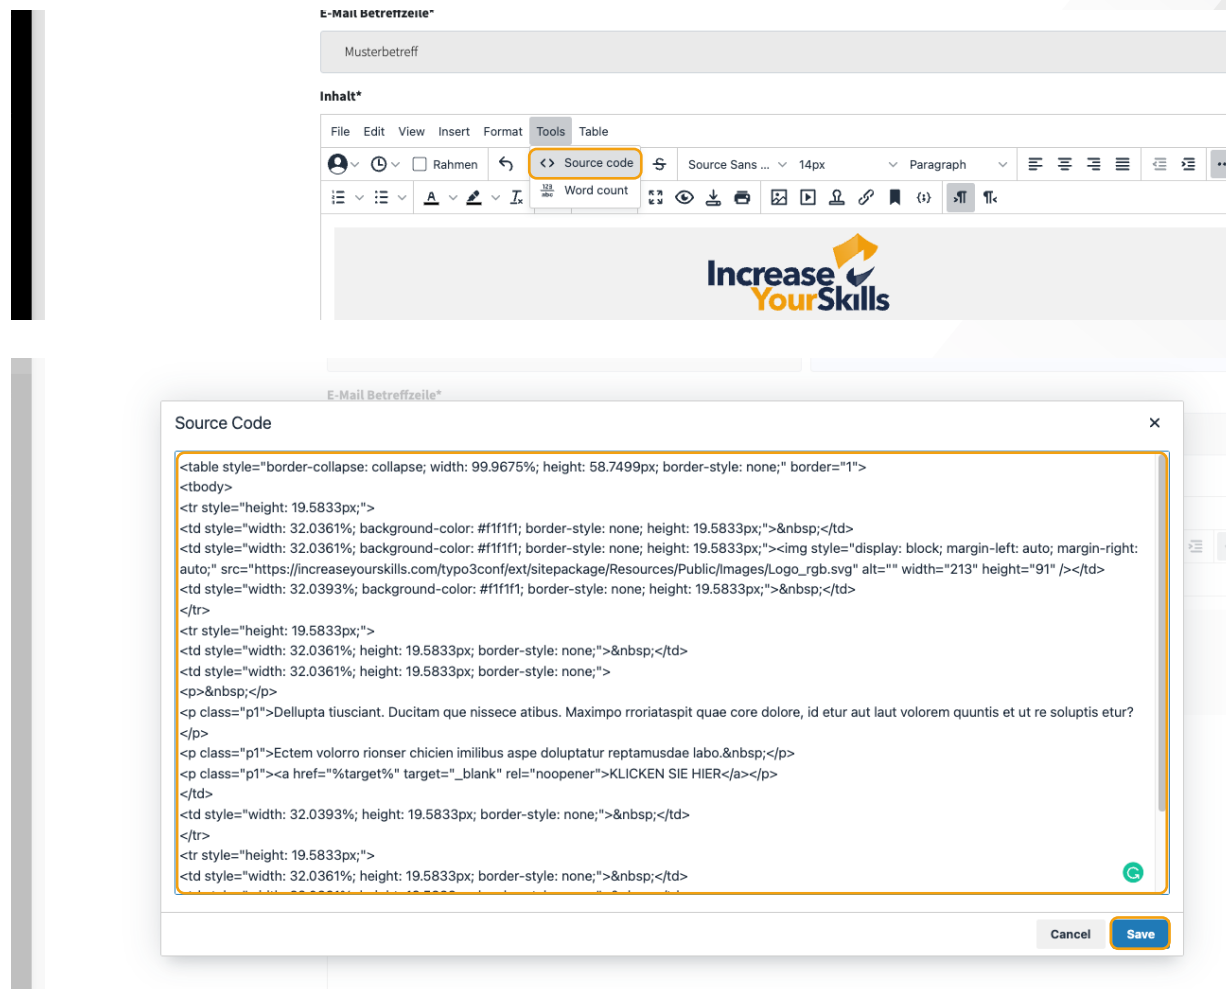 E-Mail Betreffzeile*
Musterbetreff
Inhalt*
File Edit View Insert Format Tools Table
Rahmen Source code Source Sans ... 14px Paragraph
Word count
Increase
YourSkills
E-Mail Betreffzeile*
Source Code
<table style="border-collapse: collapse; width: 99.9675%; height: 58.7499px; border-style: none;" border="1">
<tbody>
<tr style="height: 19.5833px;">
<td style="width: 32.0361%; background-color: #f1f1f1; border-style: none; height: 19.5833px;">&nbsp;</td>
<td style="width: 32.0361%; background-color: #f1f1f1; border-style: none; height: 19.5833px;"><img style="display: block; margin-left: auto; margin-right:
auto;" src="https://increaseyourskills.com/typo3conf/ext/sitepackage/Resources/Public/Images/Logo_rgb.svg" alt="" width="213" height="91" /></td>
<td style="width: 32.0393%; background-color: #f1f1f1; border-style: none; height: 19.5833px;">&nbsp;</td>
</tr>
<tr style="height: 19.5833px;">
<td style="width: 32.0361%; height: 19.5833px; border-style: none;">&nbsp;</td>
<td style="width: 32.0361%; height: 19.5833px; border-style: none;">
<p>&nbsp;</p>
<p class="p1">Dellupta tiusciant. Ducitam que nissece atibus. Maximpo rroriataspit quae core dolore, id etur aut laut volorem quuntis et ut re soluptis etur?
</p>
<p class="p1">Ectem volorro rionser chicien imilibus aspe doluptatur reptamusdae labo.&nbsp;</p>
<p class="p1"><a href="%target%" target="_blank" rel="noopener">KLICKEN SIE HIER</a></p>
</td>
<td style="width: 32.0393%; height: 19.5833px; border-style: none;">&nbsp;</td>
</tr>
<tr style="height: 19.5833px;">
<td style="width: 32.0361%; height: 19.5833px; border-style: none;">&nbsp;</td>
Cancel Save